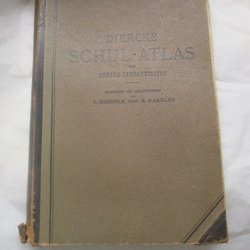 DIERCKE
SCHUL-ATLAS
FÜR
HÖHERE LEHRANSTALTEN
C. DIERCKE UND E. GAEBLER